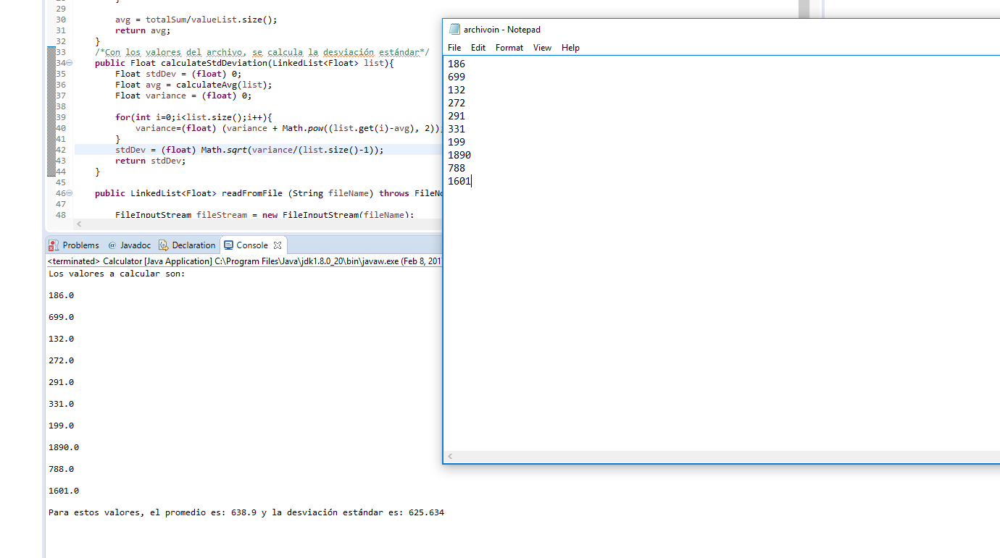 29
30 avg = totalSum/valueList.size();
31 return avg;
32 }
33 /*Con los valores del archivo, se calcula la desviación estándar*/
34 public Float calculateStdDeviation(LinkedList<Float> list){
35 Float stdDev = (float) 0;
36 Float avg = calculateAvg(list);
37 Float variance = (float) 0;
38
39 for(int i=0;i<list.size();i++){
40 variance=(float) (variance + Math.pow((list.get(i)-avg), 2));
41 }
42 stdDev = (float) Math.sqrt(variance/(list.size()-1));
43 return stdDev;
44 }
45
46 public LinkedList<Float> readFromFile (String fileName) throws
47
48 FileInputStream fileStream = new FileInputStream(fileName);
Problems @ Javadoc Declaration Console
<terminated> Calculator [Java Application] C:\Program Files\Java\jdk1.8.0_20\bin\javaw.exe (Feb 8, 201
Los valores a calcular son:
186.0
699.0
132.0
272.0
291.0
331.0
199.0
1890.0
788.0
1601.0
Para estos valores, el promedio es: 638.9 y la desviación estándar es: 625.634
archivoin - Notepad
File Edit Format View Help
186
699
132
272
291
331
199
1890
788
1601